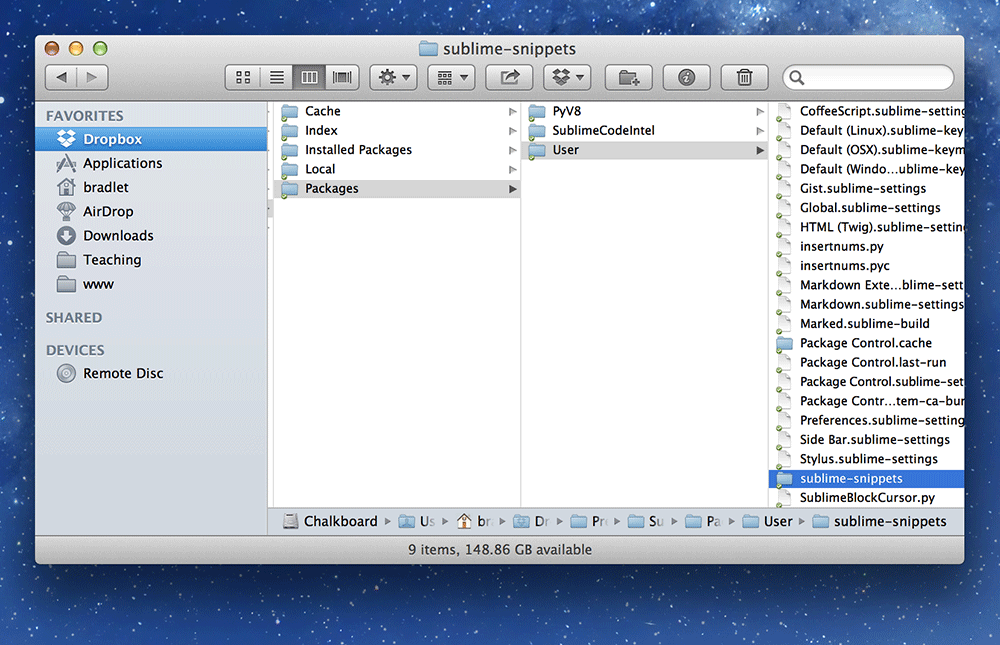 sublime-snippets
FAVORITES
Dropbox
Applications
bradlet
AirDrop
Downloads
Teaching
www
SHARED
DEVICES
Remote Disc
Cache
Index
Installed Packages
Local
Packages
PyV8
SublimeCodeIntel
User
CoffeeScript.sublime-setting
Default (Linux).sublime-key
Default (OSX).sublime-keym
Default (Windo...ublime-key
Gist.sublime-settings
Global.sublime-settings
HTML (Twig).sublime-settin
insertnums.py
insertnums.pyc
Markdown Exte...blime-sett
Markdown.sublime-settings
Marked.sublime-build
Package Control.cache
Package Control.last-run
Package Control.sublime-set
Package Contr...tem-ca-bun
Preferences.sublime-setting
Side Bar.sublime-settings
Stylus.sublime-settings
sublime-snippets
SublimeBlockCursor.py
Chalkboard Us br Dr Pr Su Pa User sublime-snippets
9 items, 148.86 GB available